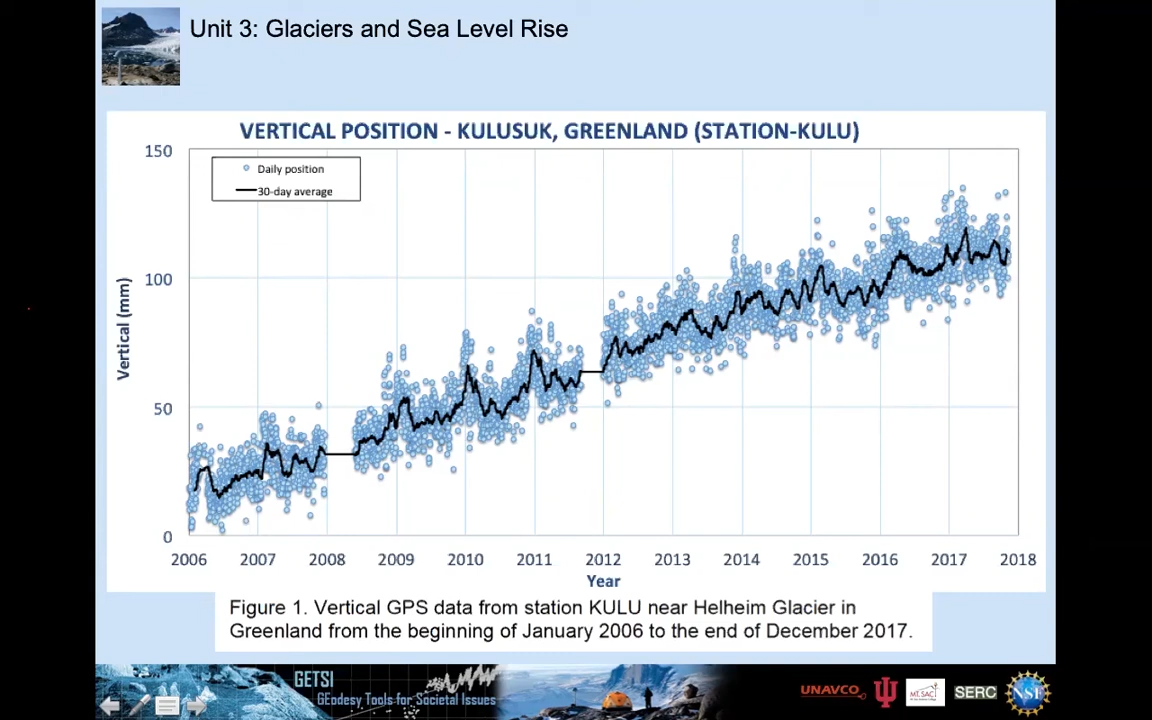 Unit 3: Glaciers and Sea Level Rise
VERTICAL POSITION - KULUSUK, GREENLAND (STATION-KULU)
150
Daily position
30-day average
100
Vertical (mm)
50
0
2006 2007 2008 2009 2010 2011 2012 2013 2014 2015 2016 2017 2018
Year
Figure 1. Vertical GPS data from station KULU near Helheim Glacier in
Greenland from the beginning of January 2006 to the end of December 2017.
GETSI
GEodesy Tools for Societal Issues
UNAVCO
MT. SAC
SERC
NSF